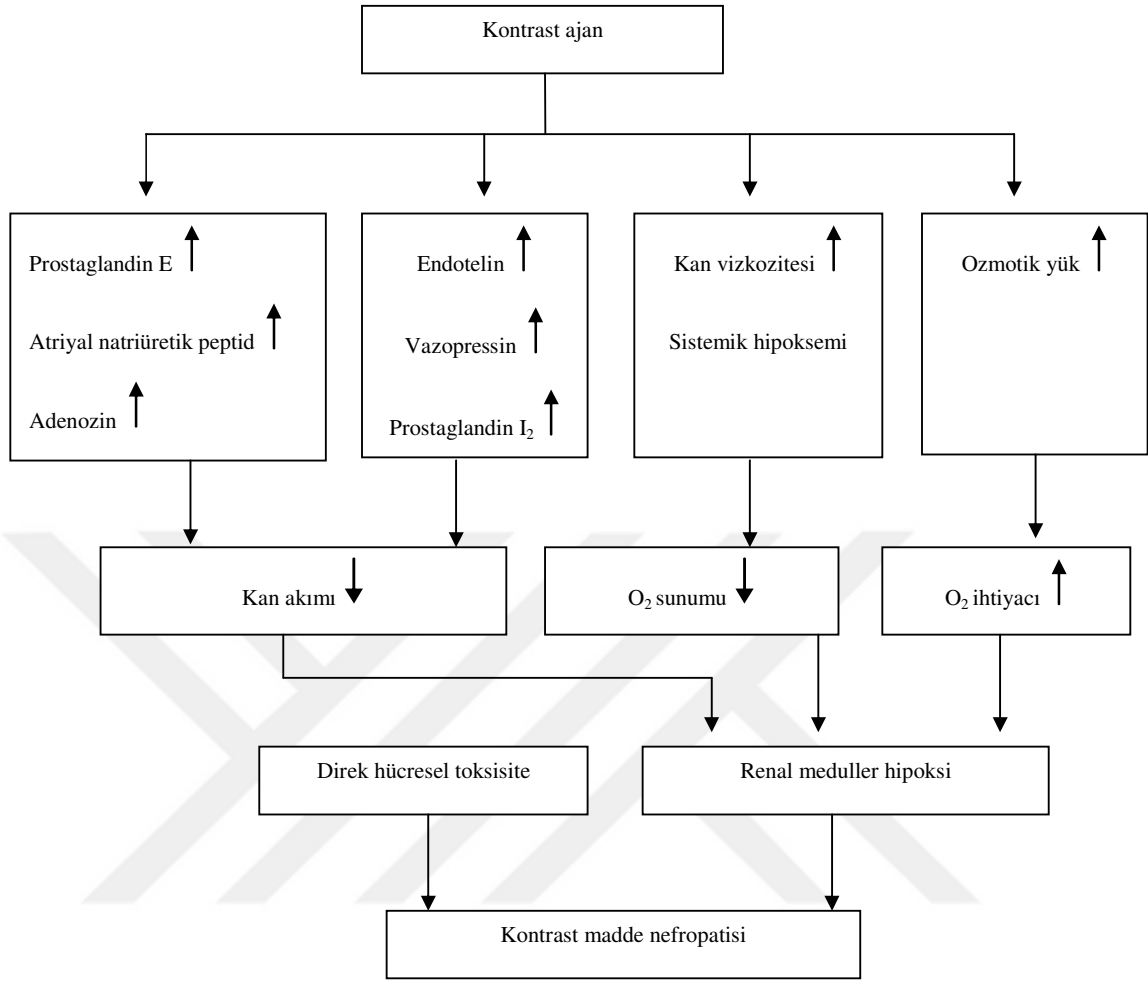 Kontrast ajan
Prostaglandin E ↑
Atriyal natriüretik peptid ↑
Adenozin ↑
Endotelin ↑
Vazopressin ↑
Prostaglandin I₂ ↑
Kan vizkozitesi ↑
Sistemik hipoksemi
Ozmotik yük ↑
Kan akımı ↓
O₂ sunumu ↓
O₂ ihtiyacı ↑
Direk hücresel toksisite
Renal meduller hipoksi
Kontrast madde nefropatisi